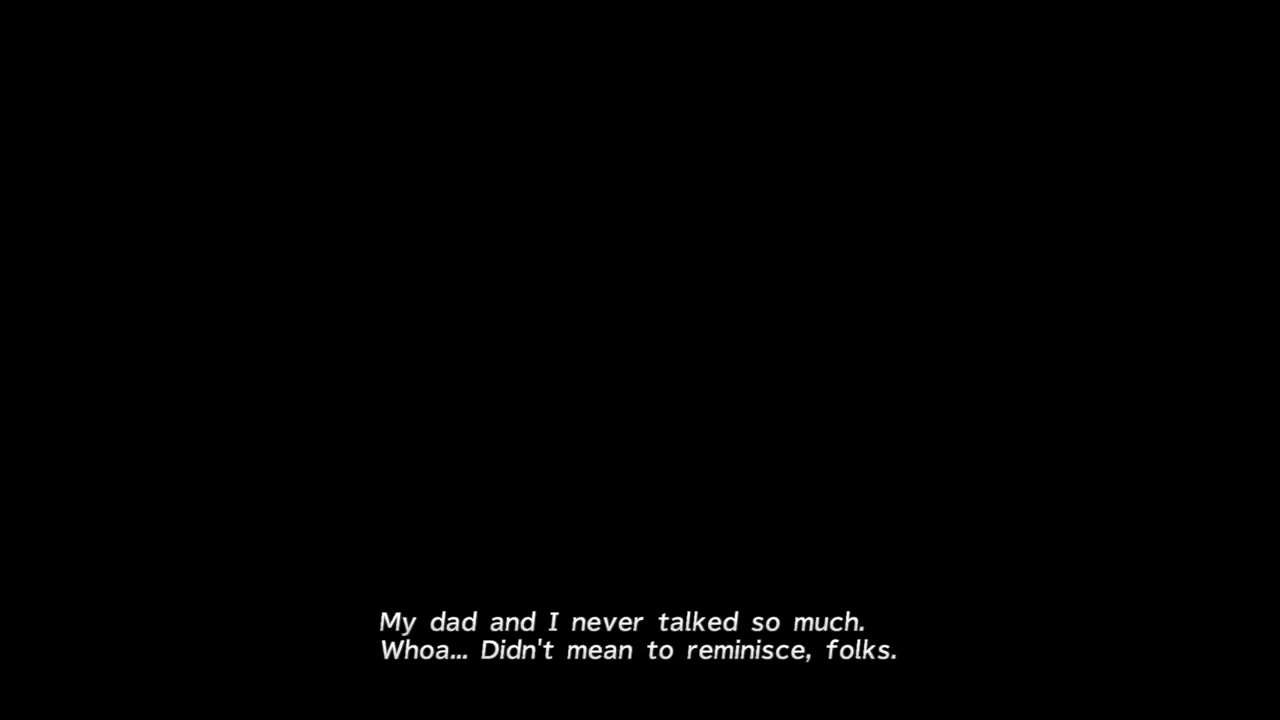 My dad and I never talked so much.
Whoa... Didn't mean to reminisce, folks.